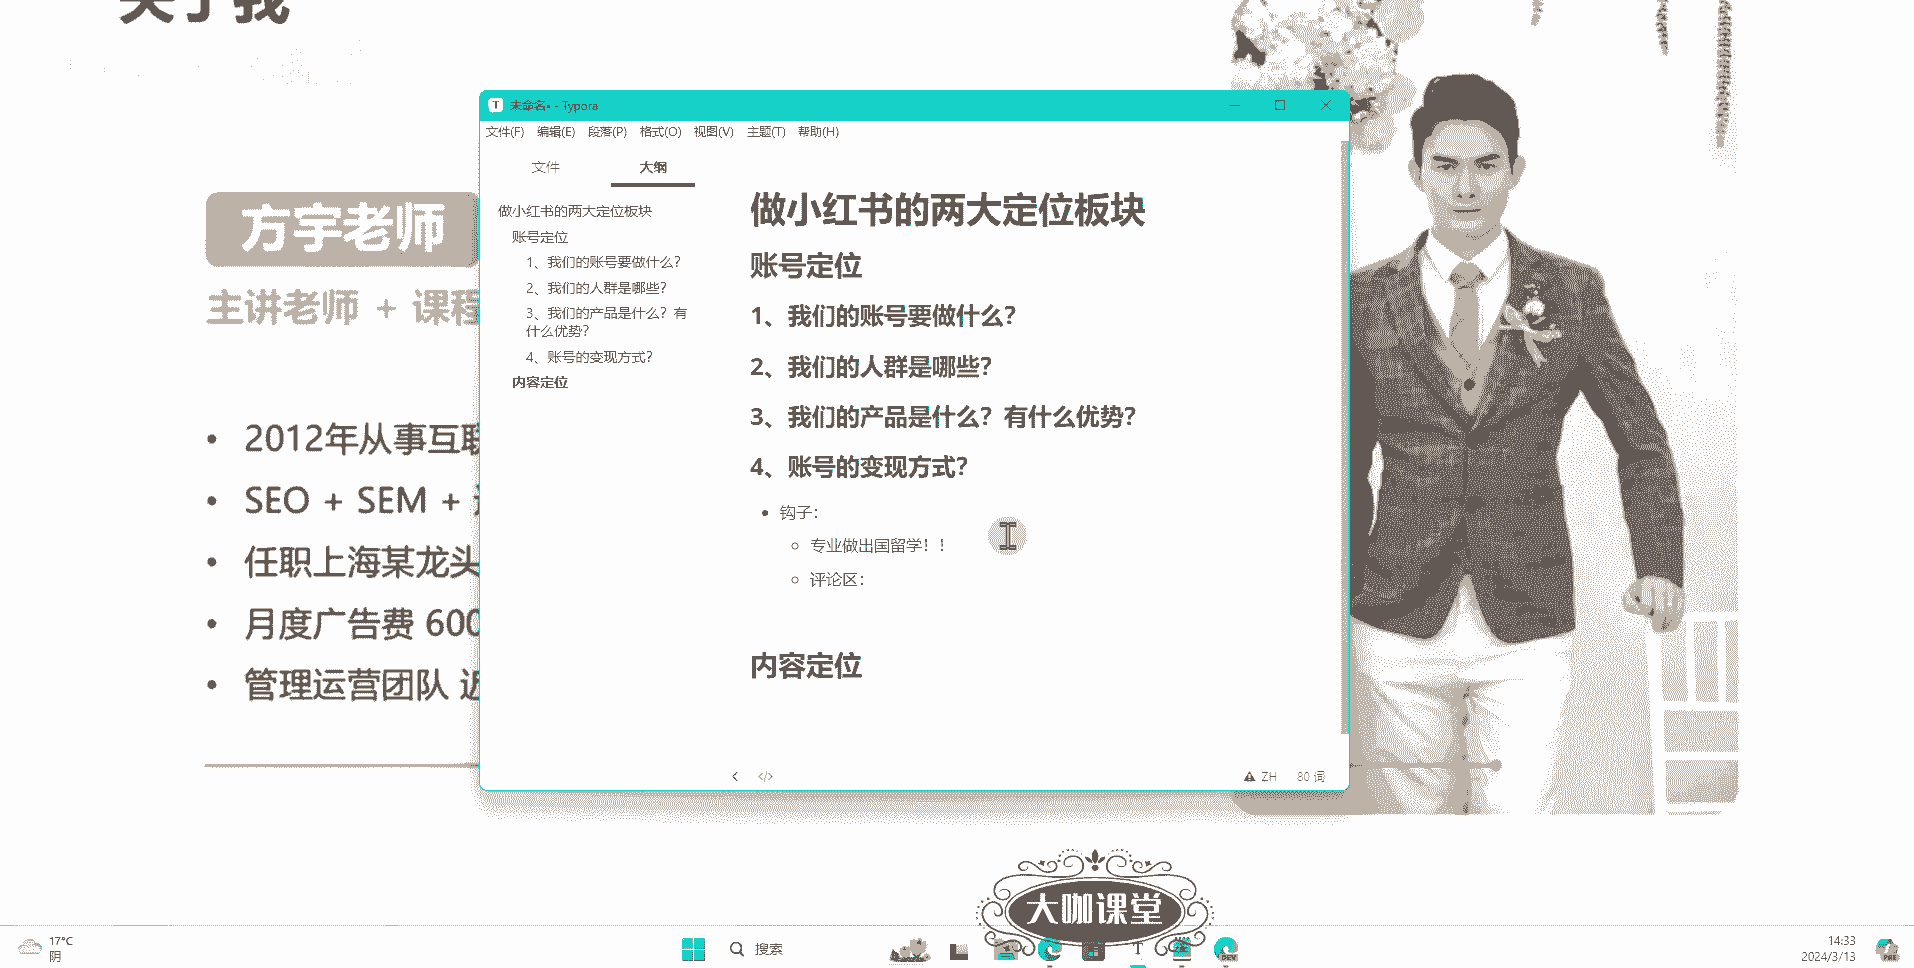 关于我
方宇老师
主讲老师 + 课程
2012年从事互联
SEO + SEM +
任职上海某龙头
月度广告费 600
管理运营团队 近
未命名• - Typora
文件(F) 编辑(E) 段落(P) 格式(O) 视图(V) 主题(T) 帮助(H)
文件 大纲
做小红书的两大定位板块
账号定位
1、我们的账号要做什么？
2、我们的人群是哪些？
3、我们的产品是什么？有
什么优势？
4、账号的变现方式？
内容定位
做小红书的两大定位板块
账号定位
1、我们的账号要做什么？
2、我们的人群是哪些？
3、我们的产品是什么？有什么优势？
4、账号的变现方式？
钩子：
专业做出国留学！！
评论区：
内容定位
ZH 80 词
大咖课堂
17°C
阴
搜索
T
DEV
14:33
2024/3/13
PRE